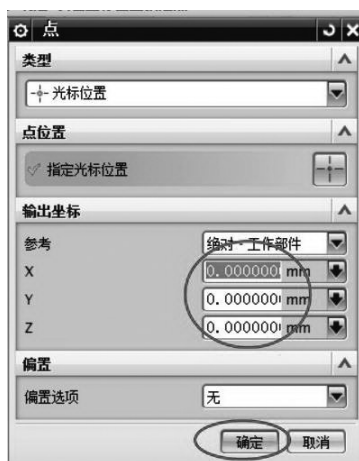 点
类型
光标位置
点位置
指定光标位置
输出坐标
参考 绝对 - 工作部件
X 0.000000 mm
Y 0.000000 mm
Z 0.000000 mm
偏置
偏置选项 无
确定 取消